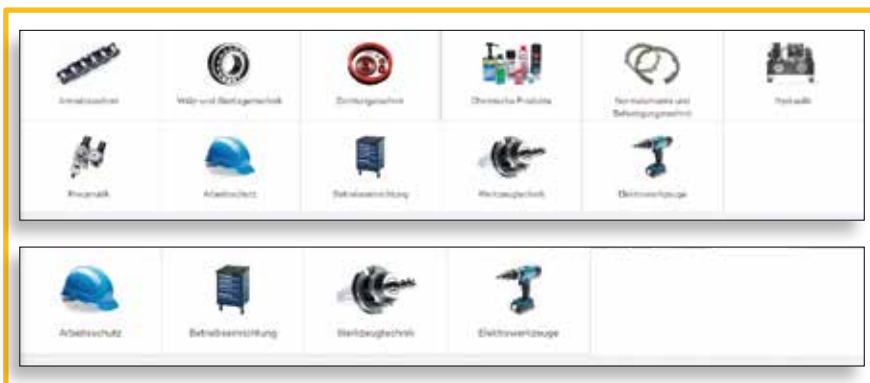 Antriebstechnik
Wälz- und Gleitlagertechnik
Dichtungstechnik
Chemische Produkte
Normelemente und
Befestigungstechnik
Hydraulik
Pneumatik
Arbeitsschutz
Betriebseinrichtung
Werkzeugtechnik
Elektrowerkzeuge
Arbeitsschutz
Betriebseinrichtung
Werkzeugtechnik
Elektrowerkzeuge